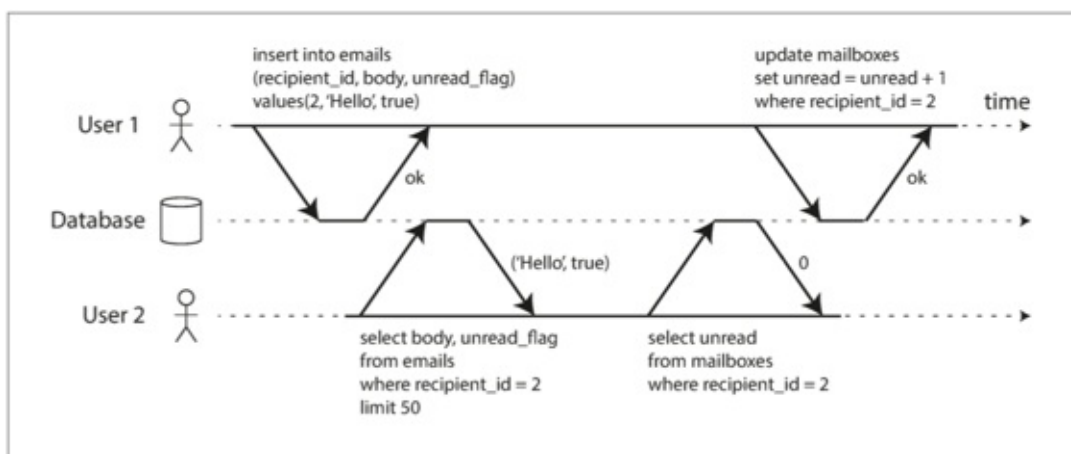 insert into emails
(recipient_id, body, unread_flag)
values(2, ‘Hello’, true)
update mailboxes
set unread = unread + 1
where recipient_id = 2
time
User 1
ok
ok
Database
(‘Hello’, true)
0
User 2
select body, unread_flag
from emails
where recipient_id = 2
limit 50
select unread
from mailboxes
where recipient_id = 2